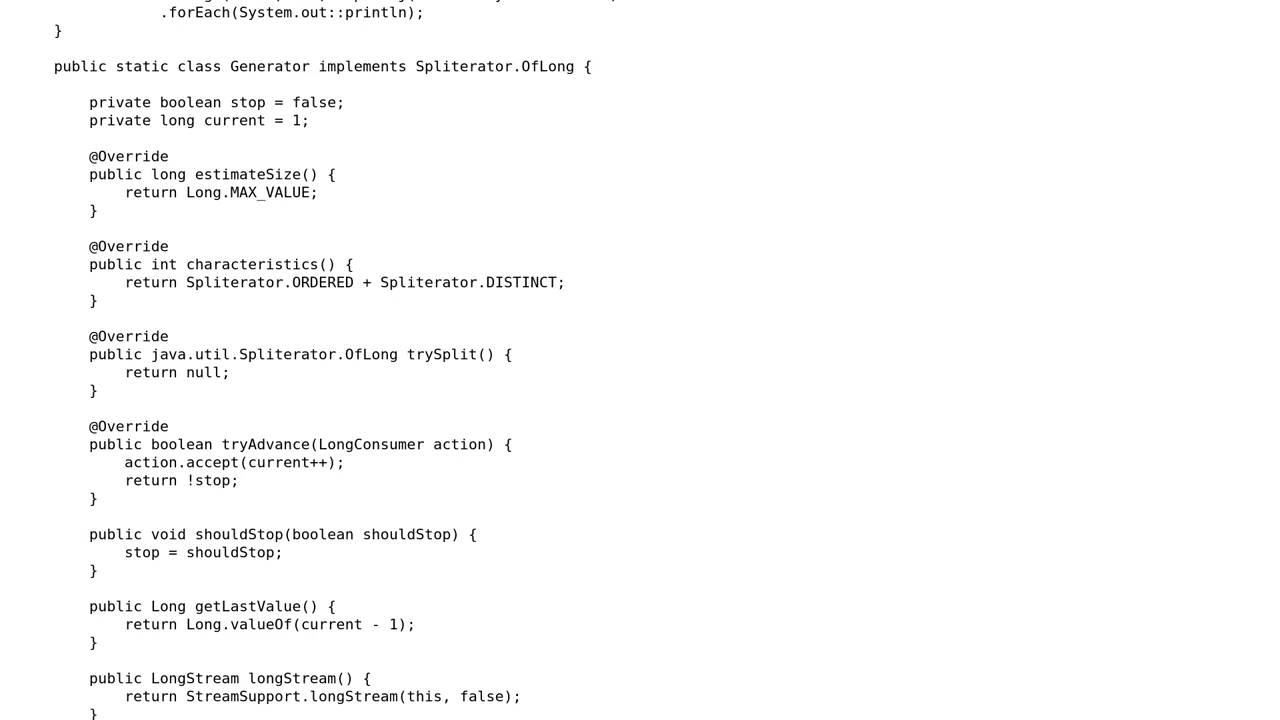 .forEach(System.out::println);
}
public static class Generator implements Spliterator.OfLong {
private boolean stop = false;
private long current = 1;
@Override
public long estimateSize() {
return Long.MAX_VALUE;
}
@Override
public int characteristics() {
return Spliterator.ORDERED + Spliterator.DISTINCT;
}
@Override
public java.util.Spliterator.OfLong trySplit() {
return null;
}
@Override
public boolean tryAdvance(LongConsumer action) {
action.accept(current++);
return !stop;
}
public void shouldStop(boolean shouldStop) {
stop = shouldStop;
}
public Long getLastValue() {
return Long.valueOf(current - 1);
}
public LongStream longStream() {
return StreamSupport.longStream(this, false);
}